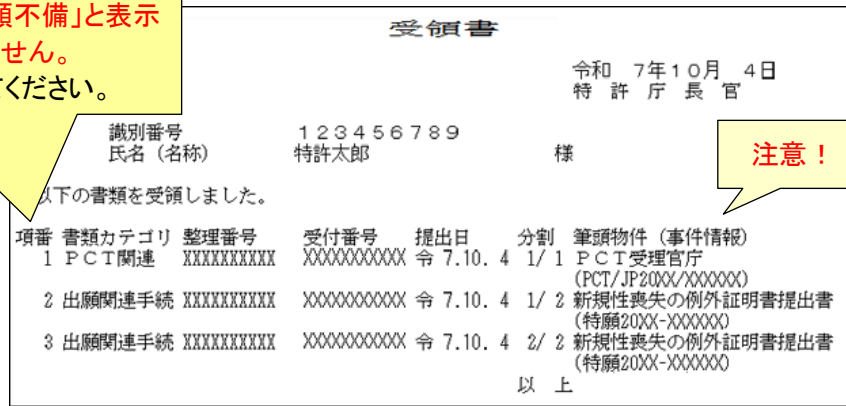 願不備」と表示
せん。
てください。
受領書
令和 7年10月 4日
特許庁長官
識別番号 123456789
氏名(名称) 特許太郎 様
注意!
以下の書類を受領しました。
項番 書類カテゴリ 整理番号 受付番号 提出日 分割 筆頭物件(事件情報)
1 PCT関連 XXXXXXXXXX XXXXXXXXXXX 令 7.10. 4 1/ 1 PCT受理官庁
(PCT/JP20XX/XXXXXX)
2 出願関連手続 XXXXXXXXXX XXXXXXXXXXX 令 7.10. 4 1/ 2 新規性喪失の例外証明書提出書
(特願20XX-XXXXXX)
3 出願関連手続 XXXXXXXXXX XXXXXXXXXXX 令 7.10. 4 2/ 2 新規性喪失の例外証明書提出書
(特願20XX-XXXXXX)
以 上